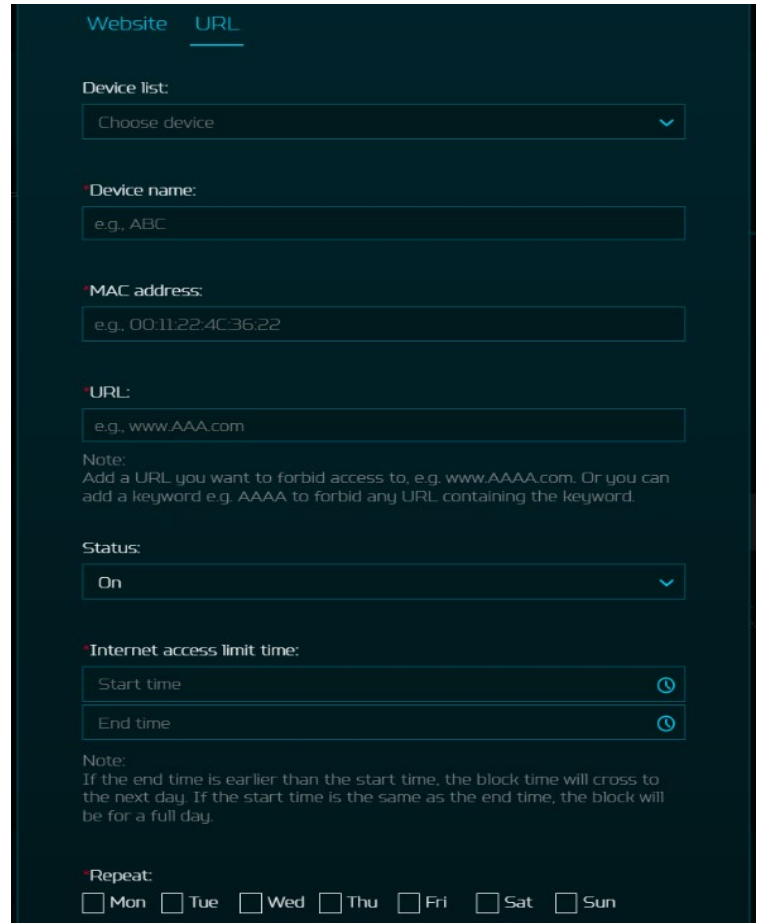 Website URL
Device list:
Choose device
*Device name:
e.g., ABC
*MAC address:
e.g., 00:11:22:4C:36:22
*URL:
e.g., www.AAA.com
Note:
Add a URL you want to forbid access to, e.g. www.AAAA.com. Or you can
add a keyword e.g. AAAA to forbid any URL containing the keyword.
Status:
On
*Internet access limit time:
Start time
End time
Note:
If the end time is earlier than the start time, the block time will cross to
the next day. If the start time is the same as the end time, the block will
be for a full day.
*Repeat:
Mon Tue Wed Thu Fri Sat Sun